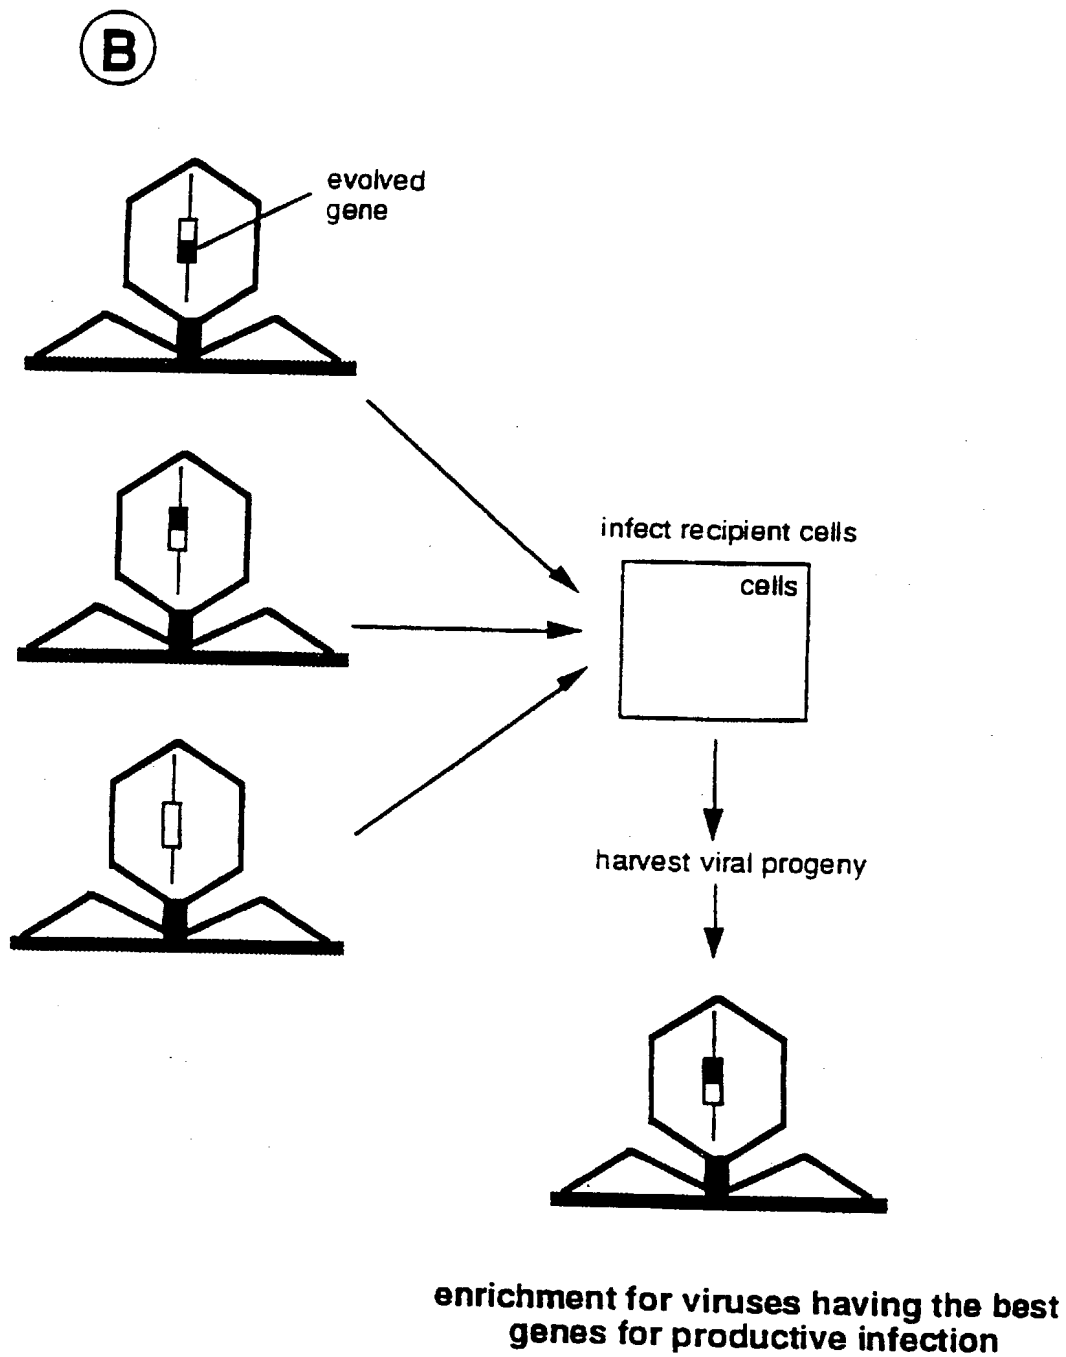 B
evolved
gene
infect recipient cells
cells
harvest viral progeny
enrichment for viruses having the best
genes for productive infection